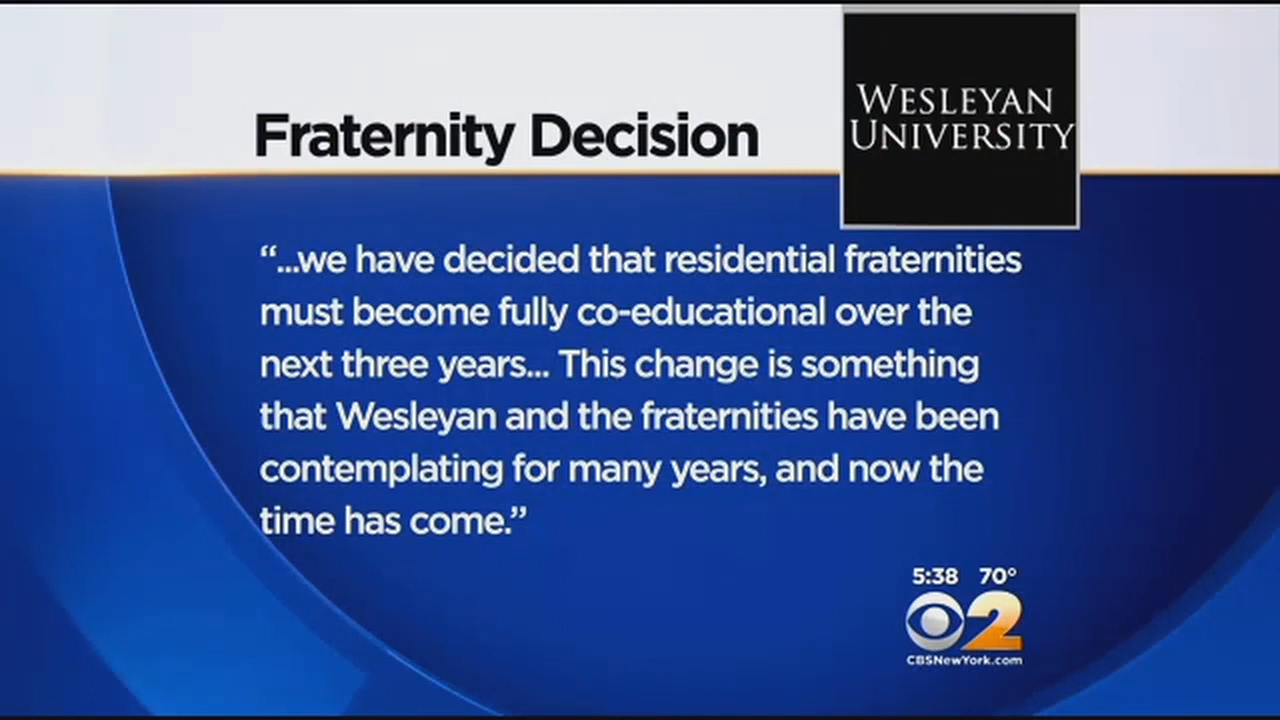 WESLEYAN
UNIVERSITY
Fraternity Decision
“...we have decided that residential fraternities
must become fully co-educational over the
next three years... This change is something
that Wesleyan and the fraternities have been
contemplating for many years, and now the
time has come.”
5:38 70°
2
CBSNewYork.com